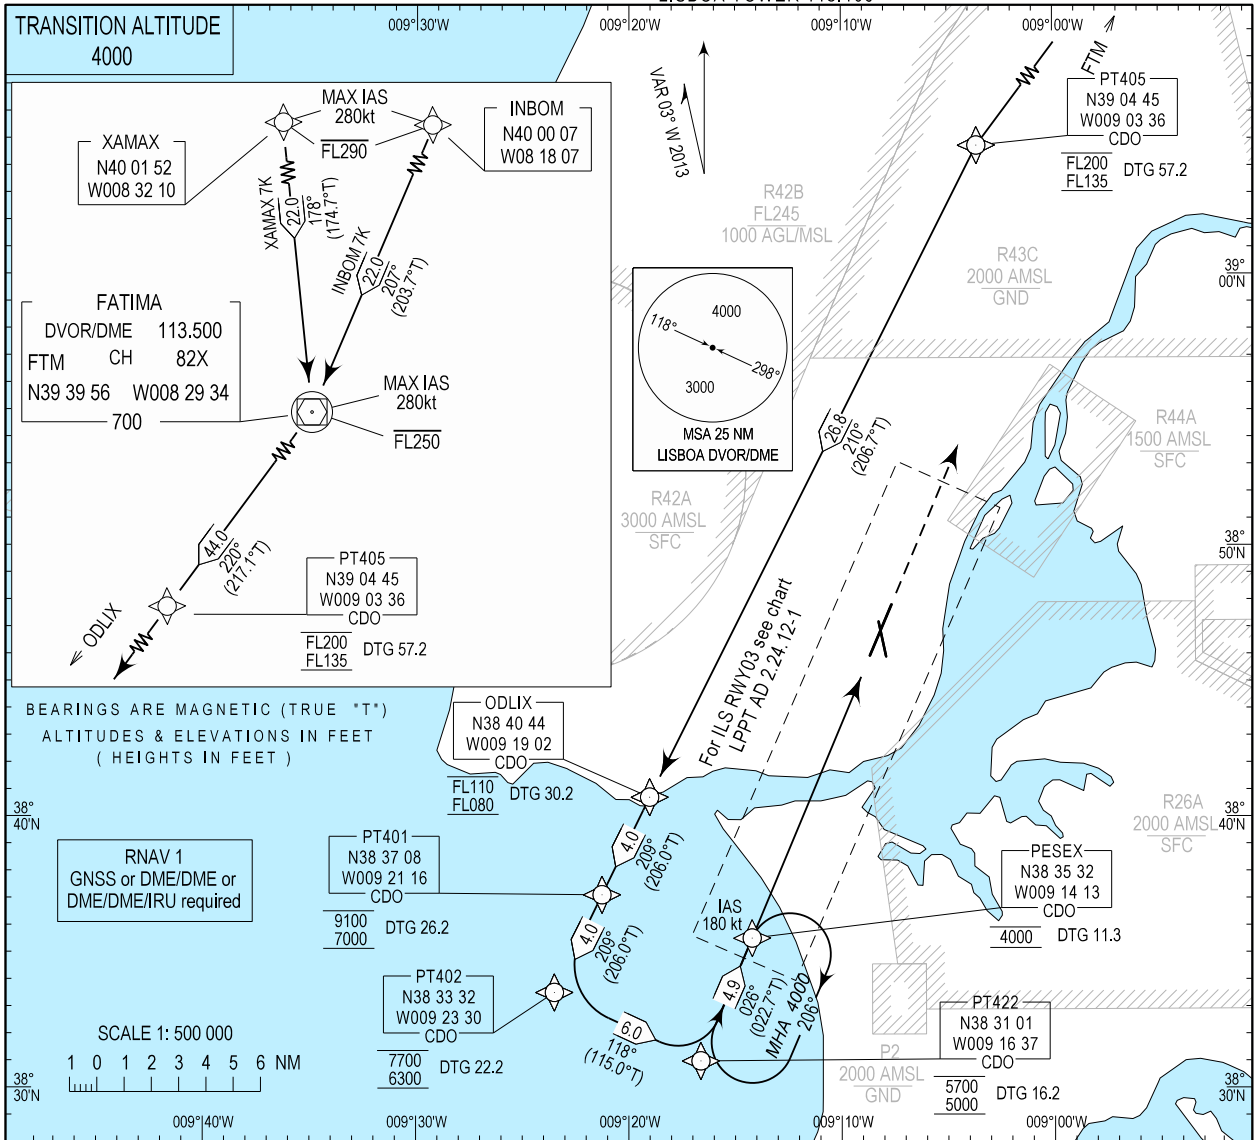 TRANSITION ALTITUDE
4000
009°30'W
009°20'W
009°10'W
009°00'W
FTM
VAR 03° W 2013
PT405
N39 04 45
W009 03 36
CDO
FL200
FL135
DTG 57.2
MAX IAS
280kt
FL290
XAMAX
N40 01 52
W008 32 10
INBOM
N40 00 07
W08 18 07
XAMAX 7K
22.0
178°
(174.7°T)
INBOM 7K
22.0
207°
(203.7°T)
FATIMA
DVOR/DME 113.500
FTM CH 82X
N39 39 56 W008 29 34
700
MAX IAS
280kt
FL250
44.0
220°
(217.1°T)
ODLIX
PT405
N39 04 45
W009 03 36
CDO
FL200
FL135
DTG 57.2
R42B
FL245
1000 AGL/MSL
R43C
2000 AMSL
GND
39°
00'N
4000
118°
298°
3000
MSA 25 NM
LISBOA DVOR/DME
26.8
210°
(206.7°T)
R44A
1500 AMSL
SFC
R42A
3000 AMSL
SFC
38°
50'N
For ILS RWY03 see chart
LPPT AD 2.24.12-1
BEARINGS ARE MAGNETIC (TRUE "T")
ALTITUDES & ELEVATIONS IN FEET
( HEIGHTS IN FEET )
ODLIX
N38 40 44
W009 19 02
CDO
FL110
FL080
DTG 30.2
38°
40'N
38°
40'N
R26A
2000 AMSL
SFC
RNAV 1
GNSS or DME/DME or
DME/DME/IRU required
PT401
N38 37 08
W009 21 16
CDO
9100
7000
DTG 26.2
4.0
209°
(206.0°T)
4.0
209°
(206.0°T)
IAS
180 kt
PESEX
N38 35 32
W009 14 13
CDO
4000
DTG 11.3
PT402
N38 33 32
W009 23 30
CDO
7700
6300
DTG 22.2
6.0
118°
(115.0°T)
4.9
026°
(022.7°T)
MHA 4000
206°
PT422
N38 31 01
W009 16 37
CDO
5700
5000
DTG 16.2
P2
2000 AMSL
GND
SCALE 1: 500 000
1 0 1 2 3 4 5 6 NM
38°
30'N
38°
30'N
009°40'W
009°30'W
009°20'W
009°10'W
009°00'W